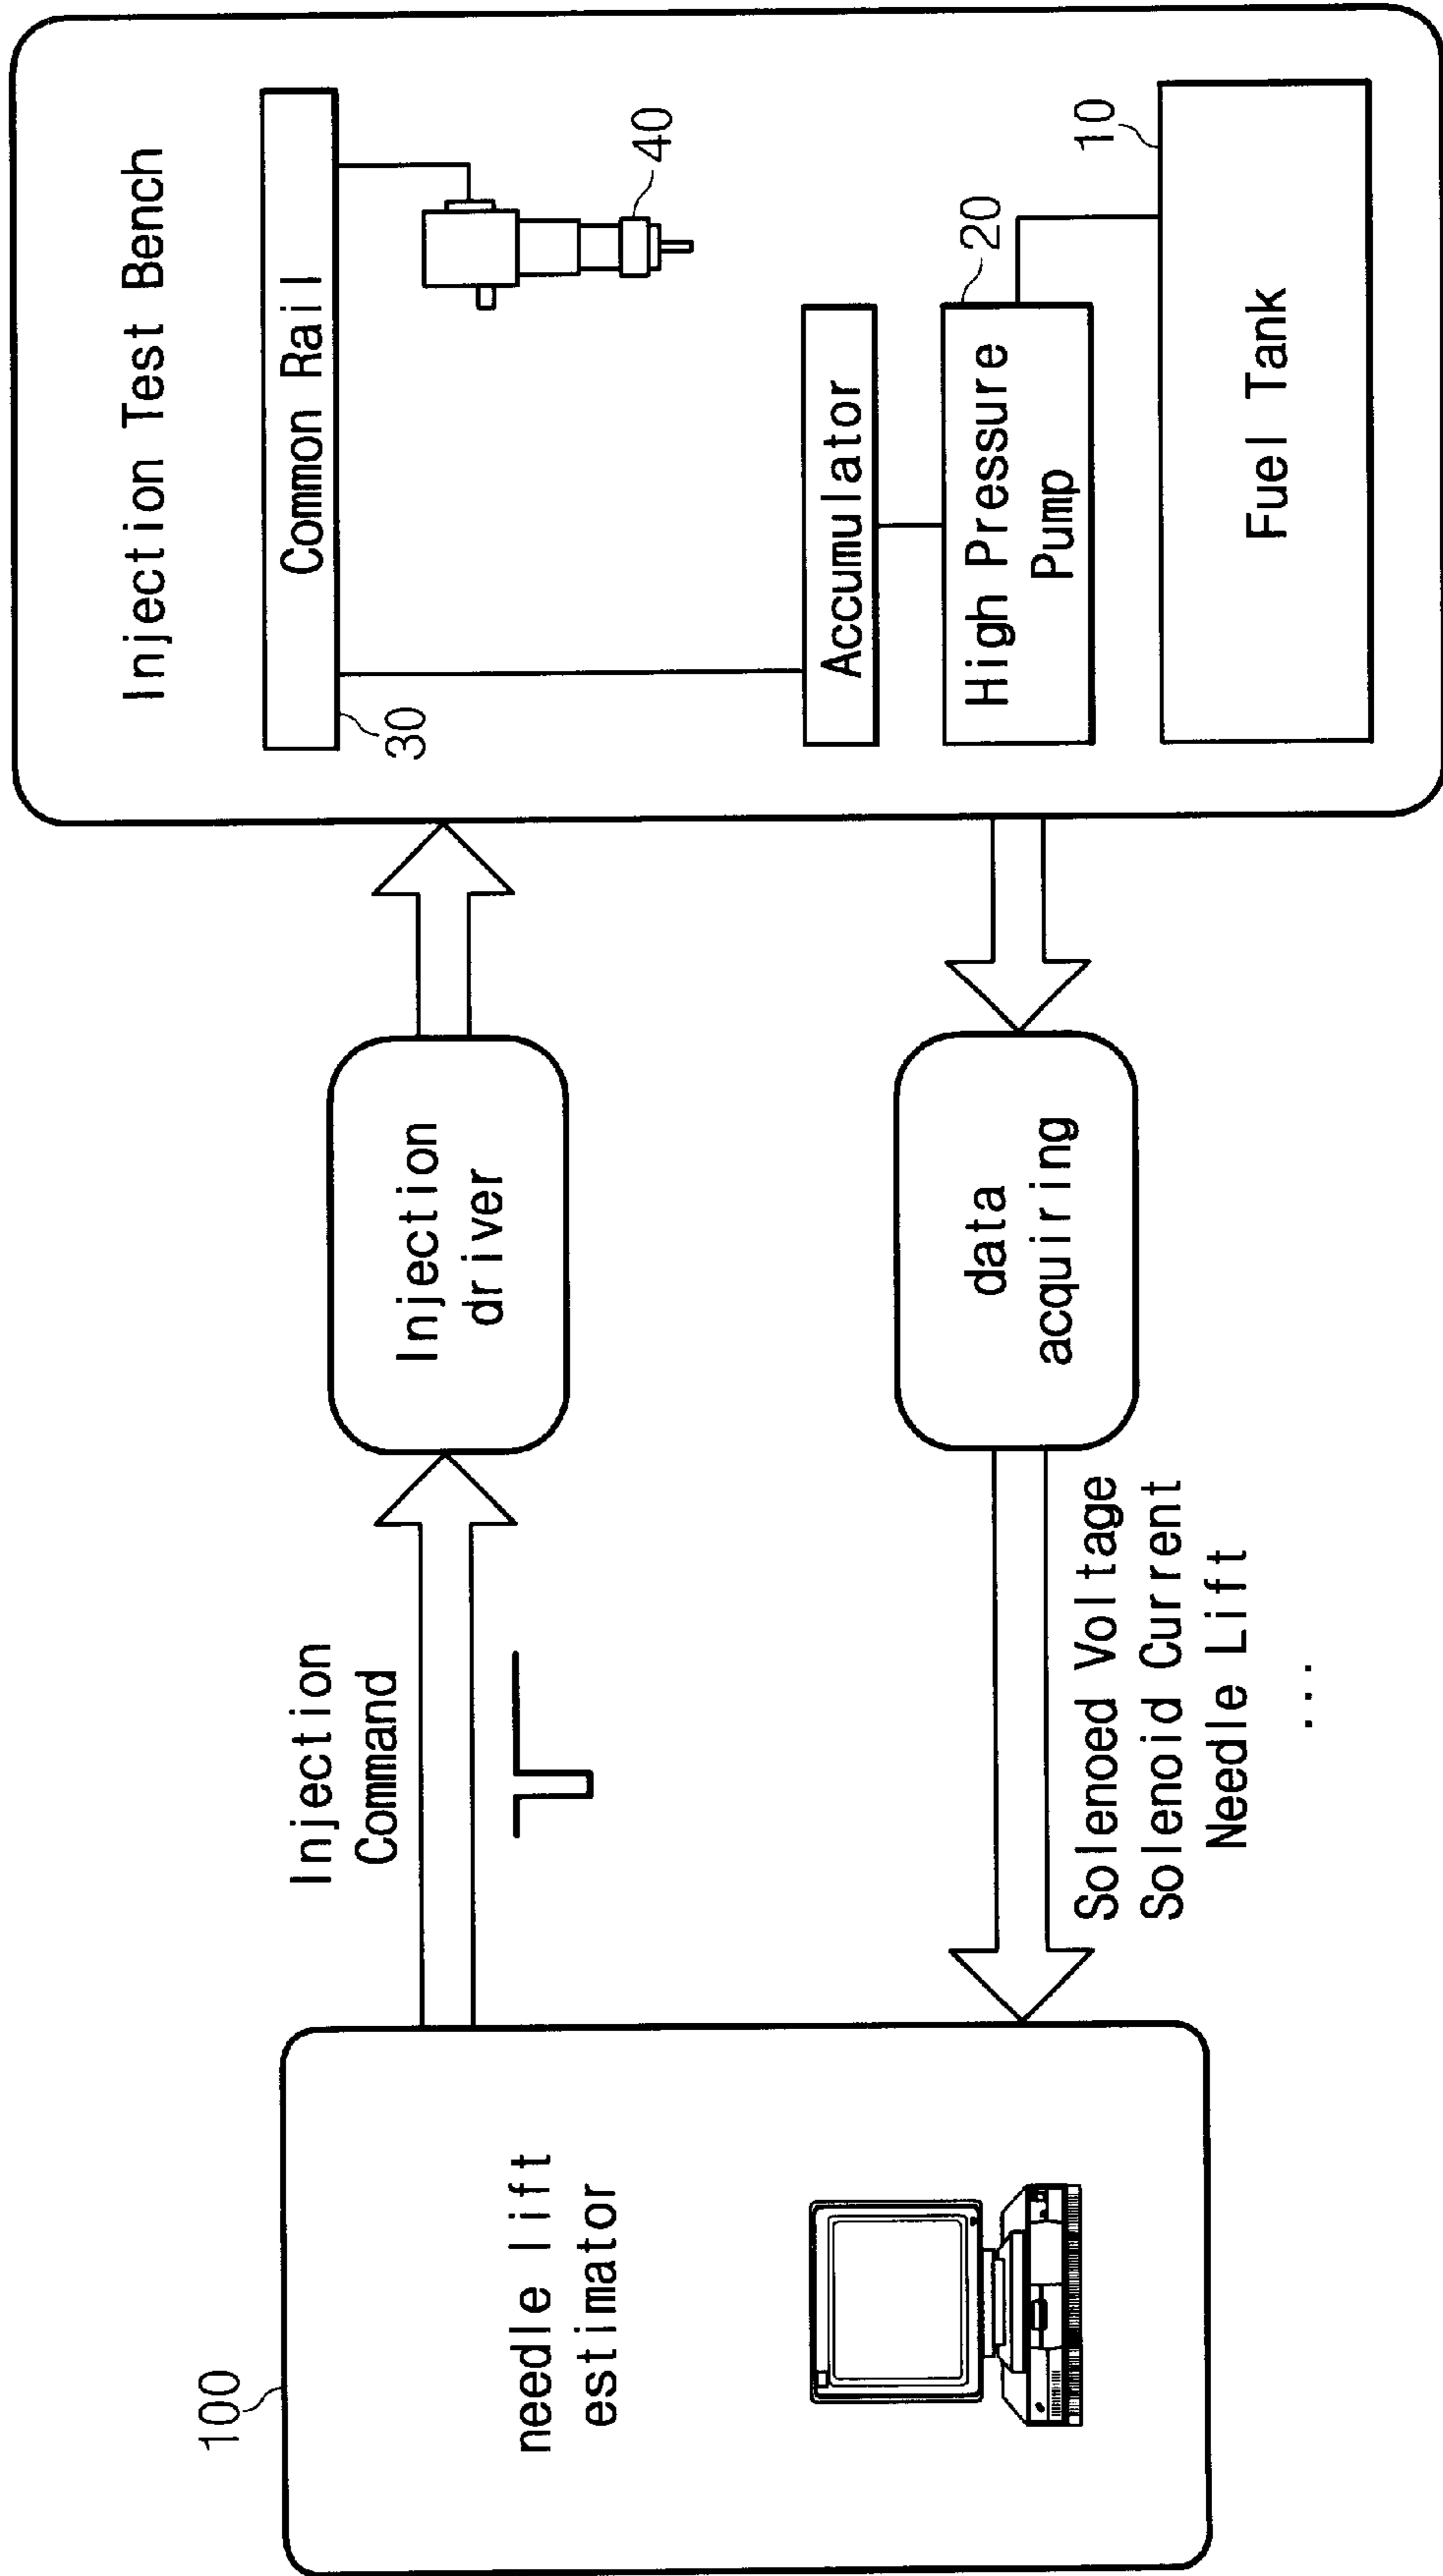 100
needle lift
estimator
Injection
Command
Solenoed Voltage
Solenoid Current
Needle Lift
...
Injection
driver
data
acquiring
Injection Test Bench
Common Rail
30
40
Accumulator
High Pressure
Pump
20
10
Fuel Tank